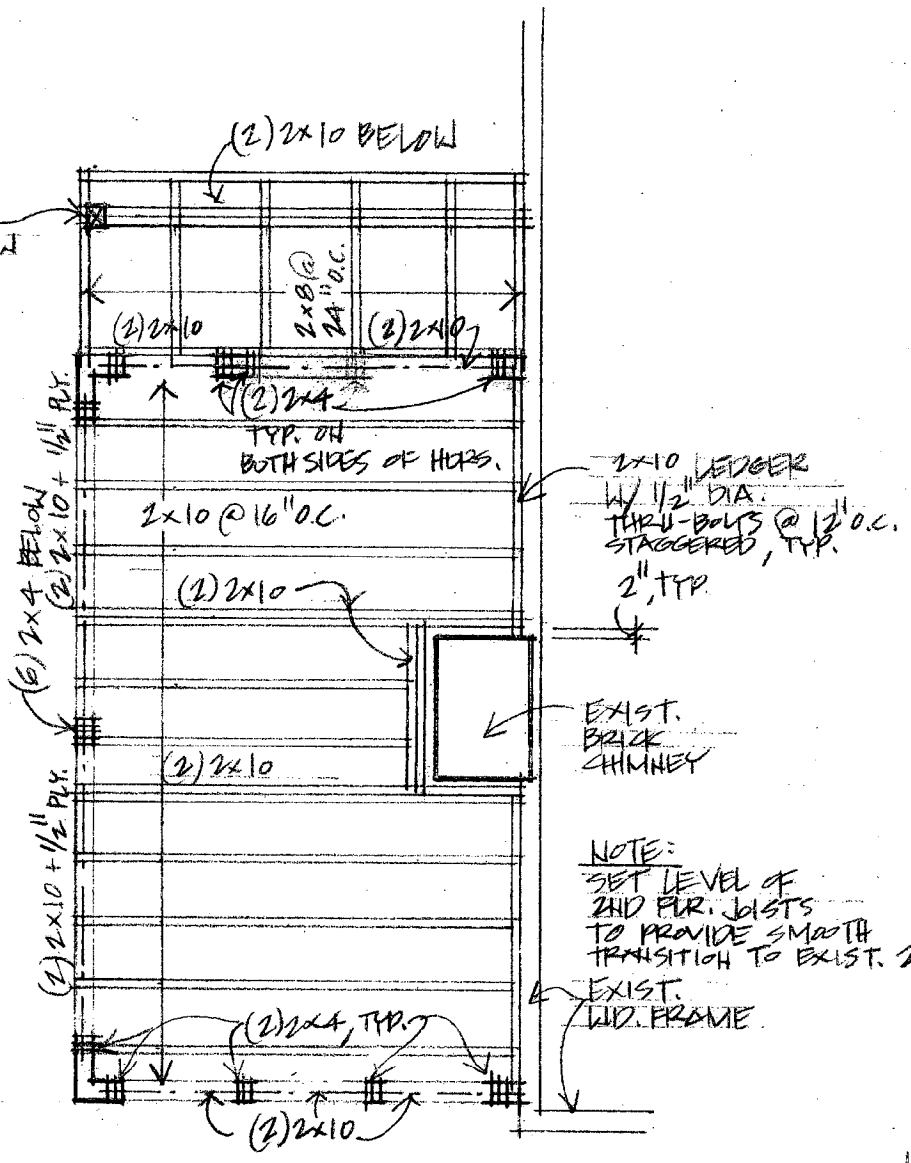 (2) 2x10 BELOW
2x8 @
24" O.C.
(2) 2x10
(2) 2x10
(2) 2x4
TYP. ON
BOTH SIDES OF HDRS.
(2) 2x10 + 1/2" PLY.
(6) 2x4 BELOW
2x10 @ 16" O.C.
2x10 LEDGER
W/ 1/2" DIA.
THRU-BOLTS @ 12" O.C.
STAGGERED, TYP.
2", TYP.
(2) 2x10
EXIST.
BRICK
CHIMNEY
(2) 2x10
(2) 2x10 + 1/2" PLY.
NOTE:
SET LEVEL OF
2ND FLR. JOISTS
TO PROVIDE SMOOTH
TRANSITION TO EXIST. 2
EXIST.
WD. FRAME
(2) 2x4, TYP.
(2) 2x10